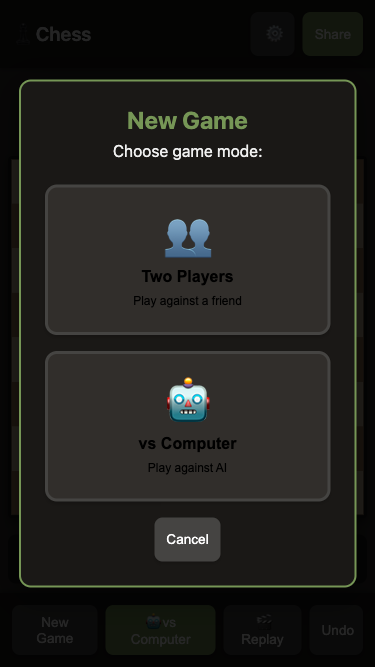 Chess
Share
New Game
Choose game mode:
Two Players
Play against a friend
vs Computer
Play against AI
Cancel
New
Game
vs
Computer
Replay
Undo